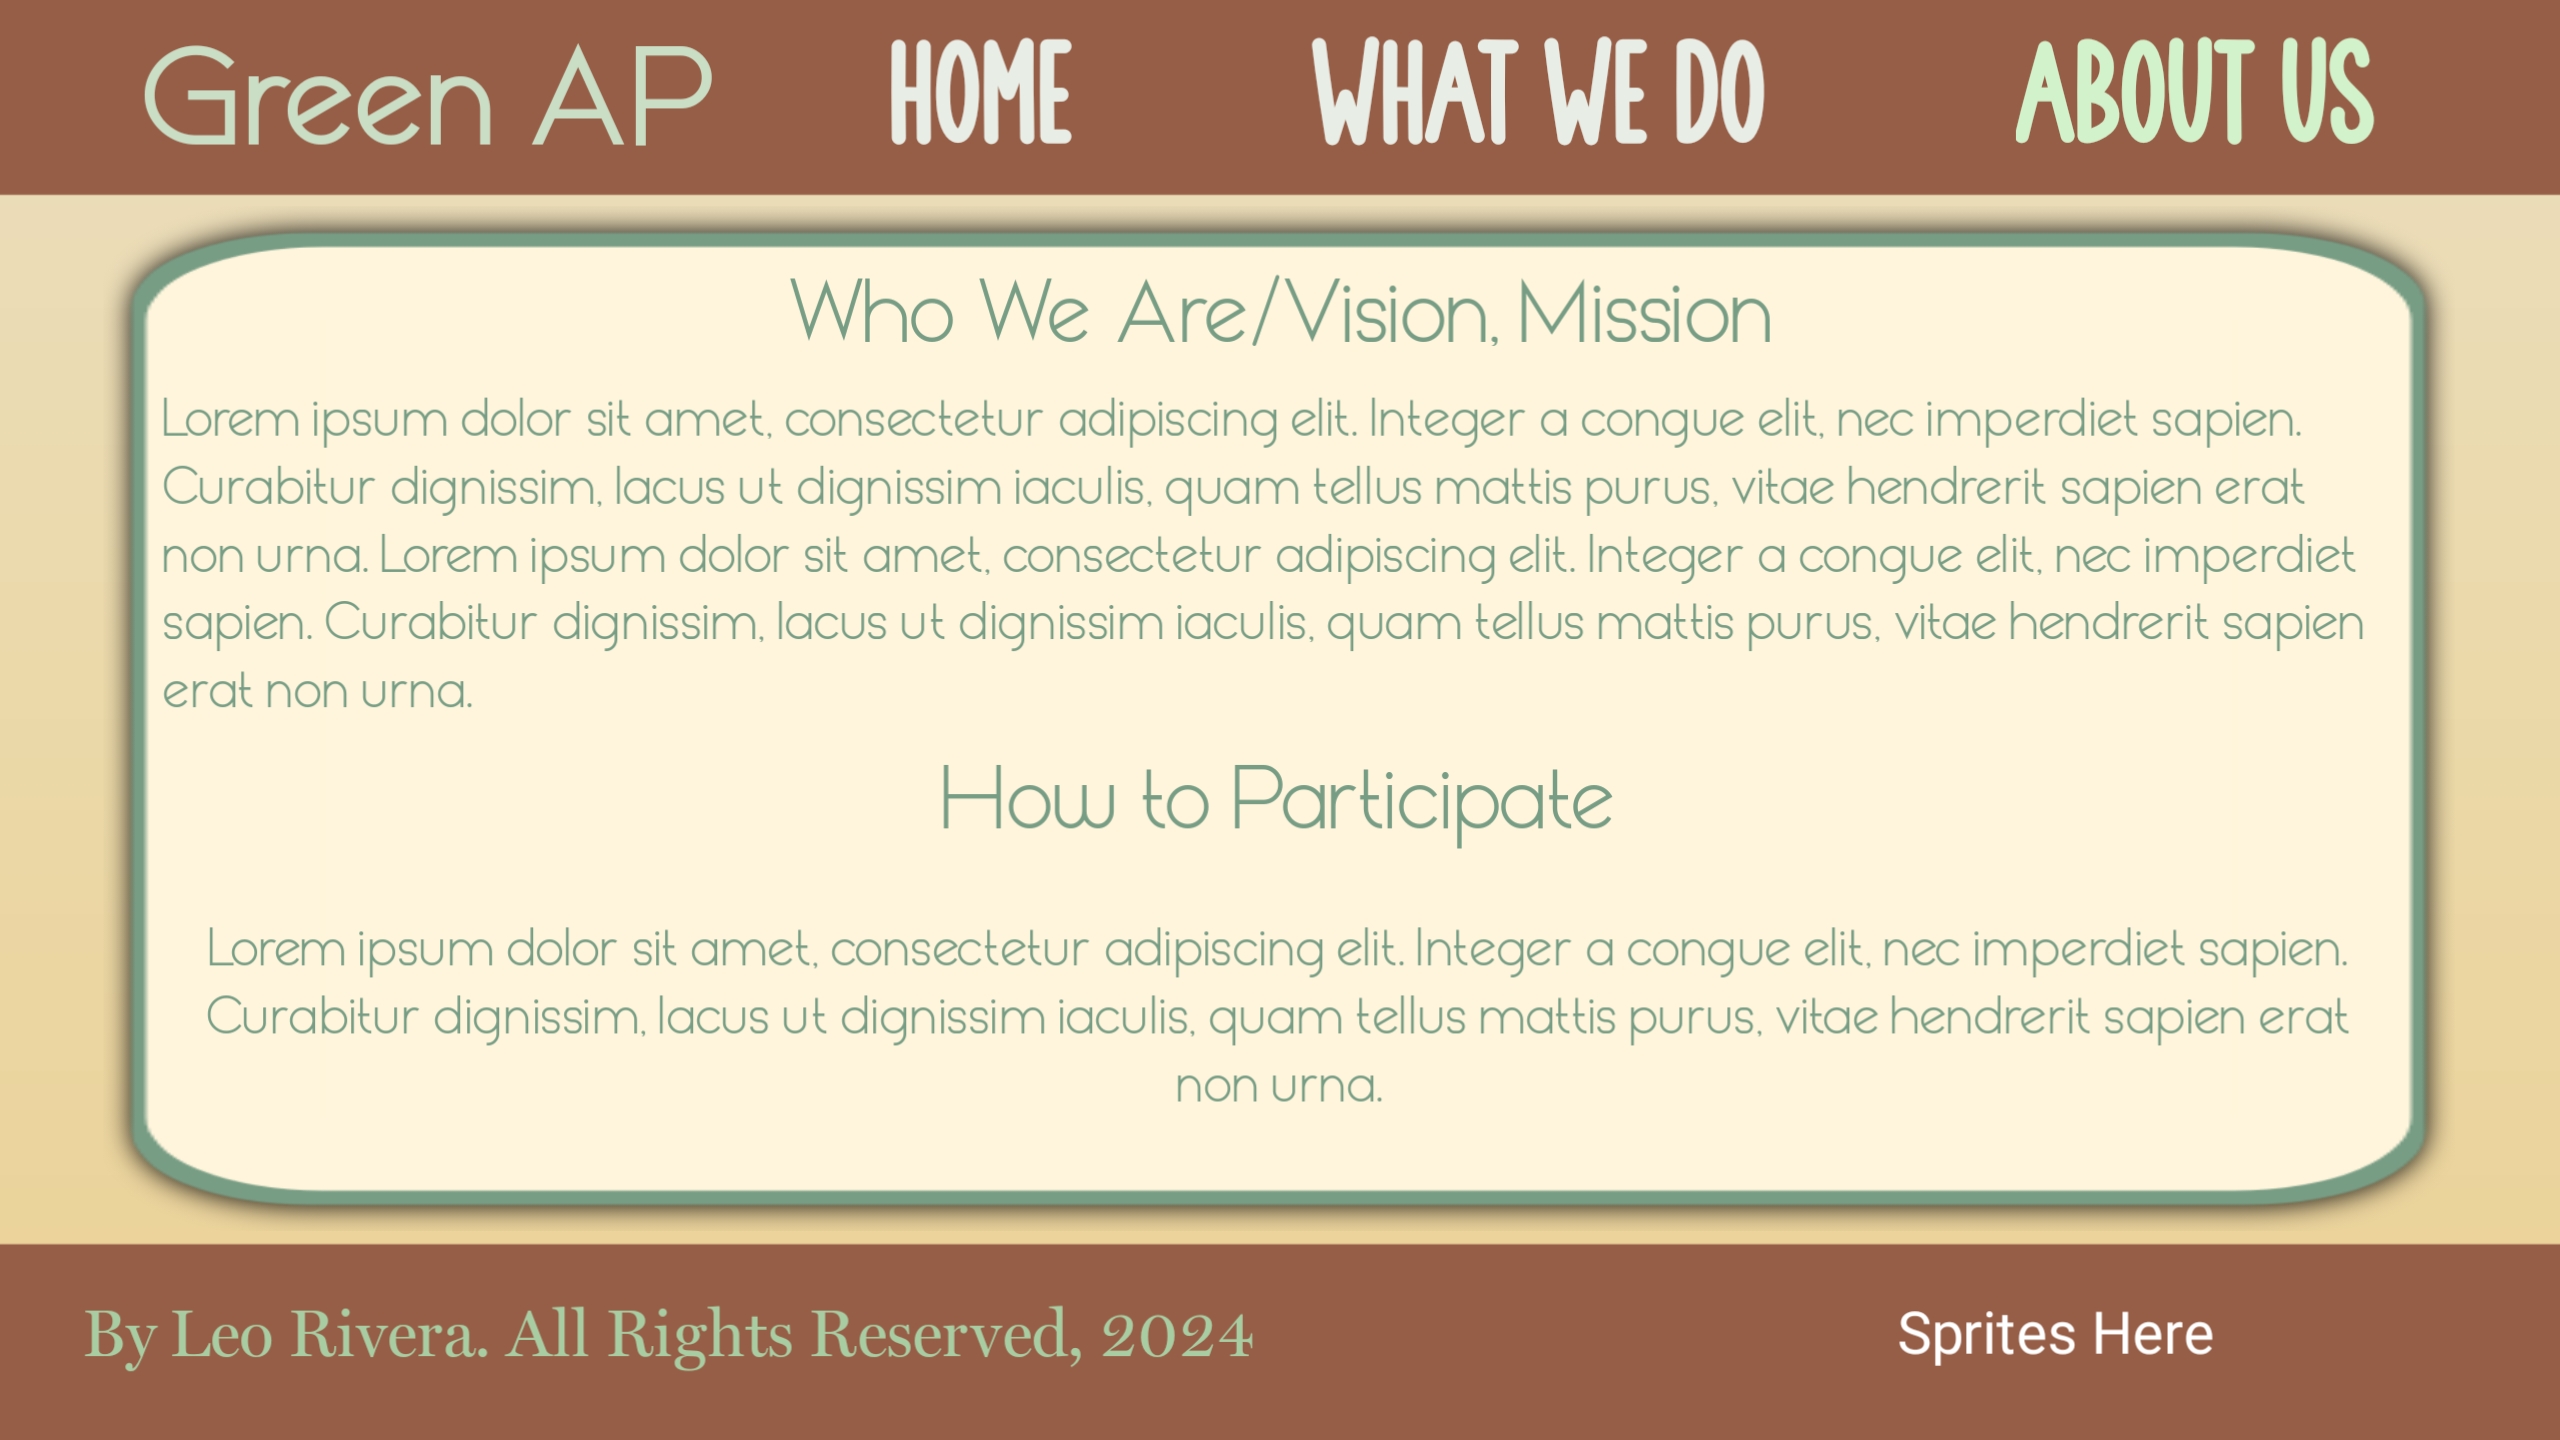 Green AP HOME WHAT WE DO ABOUT US
Who We Are/Vision, Mission
Lorem ipsum dolor sit amet, consectetur adipiscing elit. Integer a congue elit, nec imperdiet sapien.
Curabitur dignissim, lacus ut dignissim iaculis, quam tellus mattis purus, vitae hendrerit sapien erat
non urna. Lorem ipsum dolor sit amet, consectetur adipiscing elit. Integer a congue elit, nec imperdiet
sapien. Curabitur dignissim, lacus ut dignissim iaculis, quam tellus mattis purus, vitae hendrerit sapien
erat non urna.
How to Participate
Lorem ipsum dolor sit amet, consectetur adipiscing elit. Integer a congue elit, nec imperdiet sapien.
Curabitur dignissim, lacus ut dignissim iaculis, quam tellus mattis purus, vitae hendrerit sapien erat
non urna.
By Leo Rivera. All Rights Reserved, 2024 Sprites Here